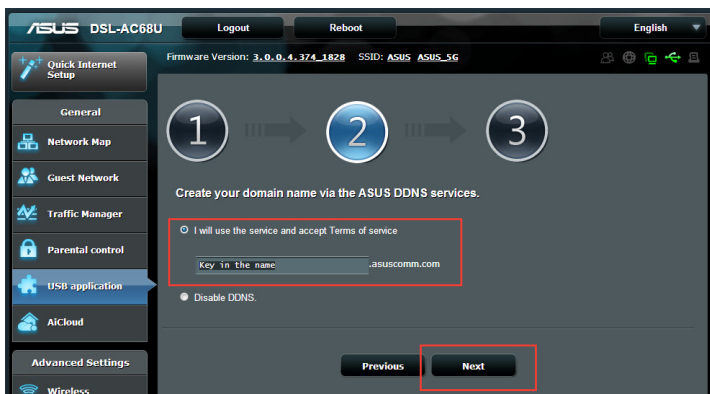 ASUS DSL-AC68U Logout Reboot English
Quick Internet Setup
Firmware Version: 3.0.0.4.374_1828 SSID: ASUS ASUS_5G
General
Network Map
Guest Network
Traffic Manager
Parental control
USB application
AiCloud
Advanced Settings
Wireless
1 2 3
Create your domain name via the ASUS DDNS services.
I will use the service and accept Terms of service
Key in the name .asuscomm.com
Disable DDNS.
Previous Next